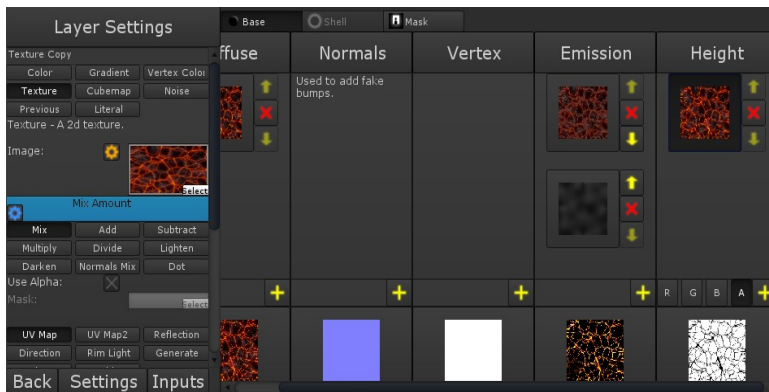 Layer Settings
Texture Copy
Color Gradient Vertex Color
Texture Cubemap Noise
Previous Literal
Texture - A 2d texture.
Image:
Select
Mix Amount
Mix Add Subtract
Multiply Divide Lighten
Darken Normals Mix Dot
Use Alpha:
Mask:
Select
UV Map UV Map2 Reflection
Direction Rim Light Generate
Back Settings Inputs
Base Shell Mask
ffuse Normals Vertex Emission Height
Used to add fake
bumps.
R G B A